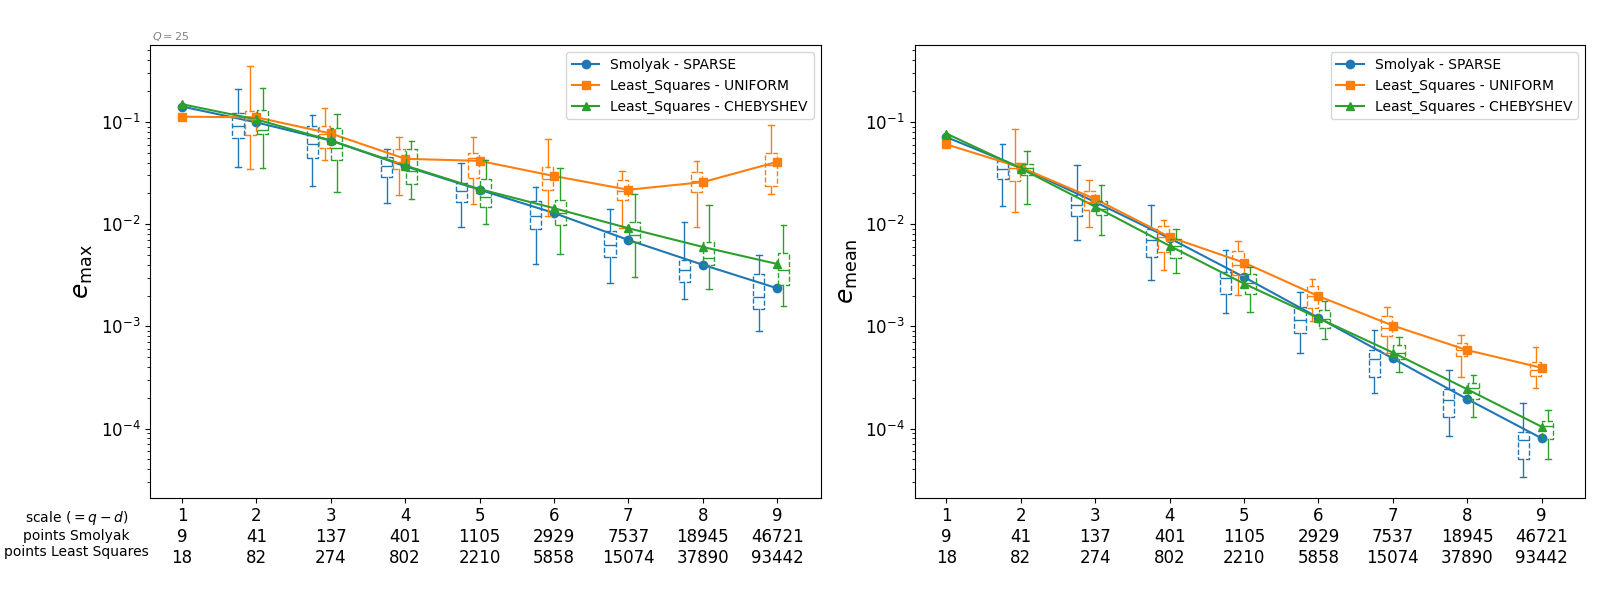 Q = 25
Smolyak - SPARSE
Least_Squares - UNIFORM
Least_Squares - CHEBYSHEV
10⁻¹
10⁻²
10⁻³
10⁻⁴
e_max
scale (= q − d) 1 2 3 4 5 6 7 8 9
points Smolyak 9 41 137 401 1105 2929 7537 18945 46721
points Least Squares 18 82 274 802 2210 5858 15074 37890 93442
Smolyak - SPARSE
Least_Squares - UNIFORM
Least_Squares - CHEBYSHEV
10⁻¹
10⁻²
10⁻³
10⁻⁴
e_mean
1 2 3 4 5 6 7 8 9
9 41 137 401 1105 2929 7537 18945 46721
18 82 274 802 2210 5858 15074 37890 93442